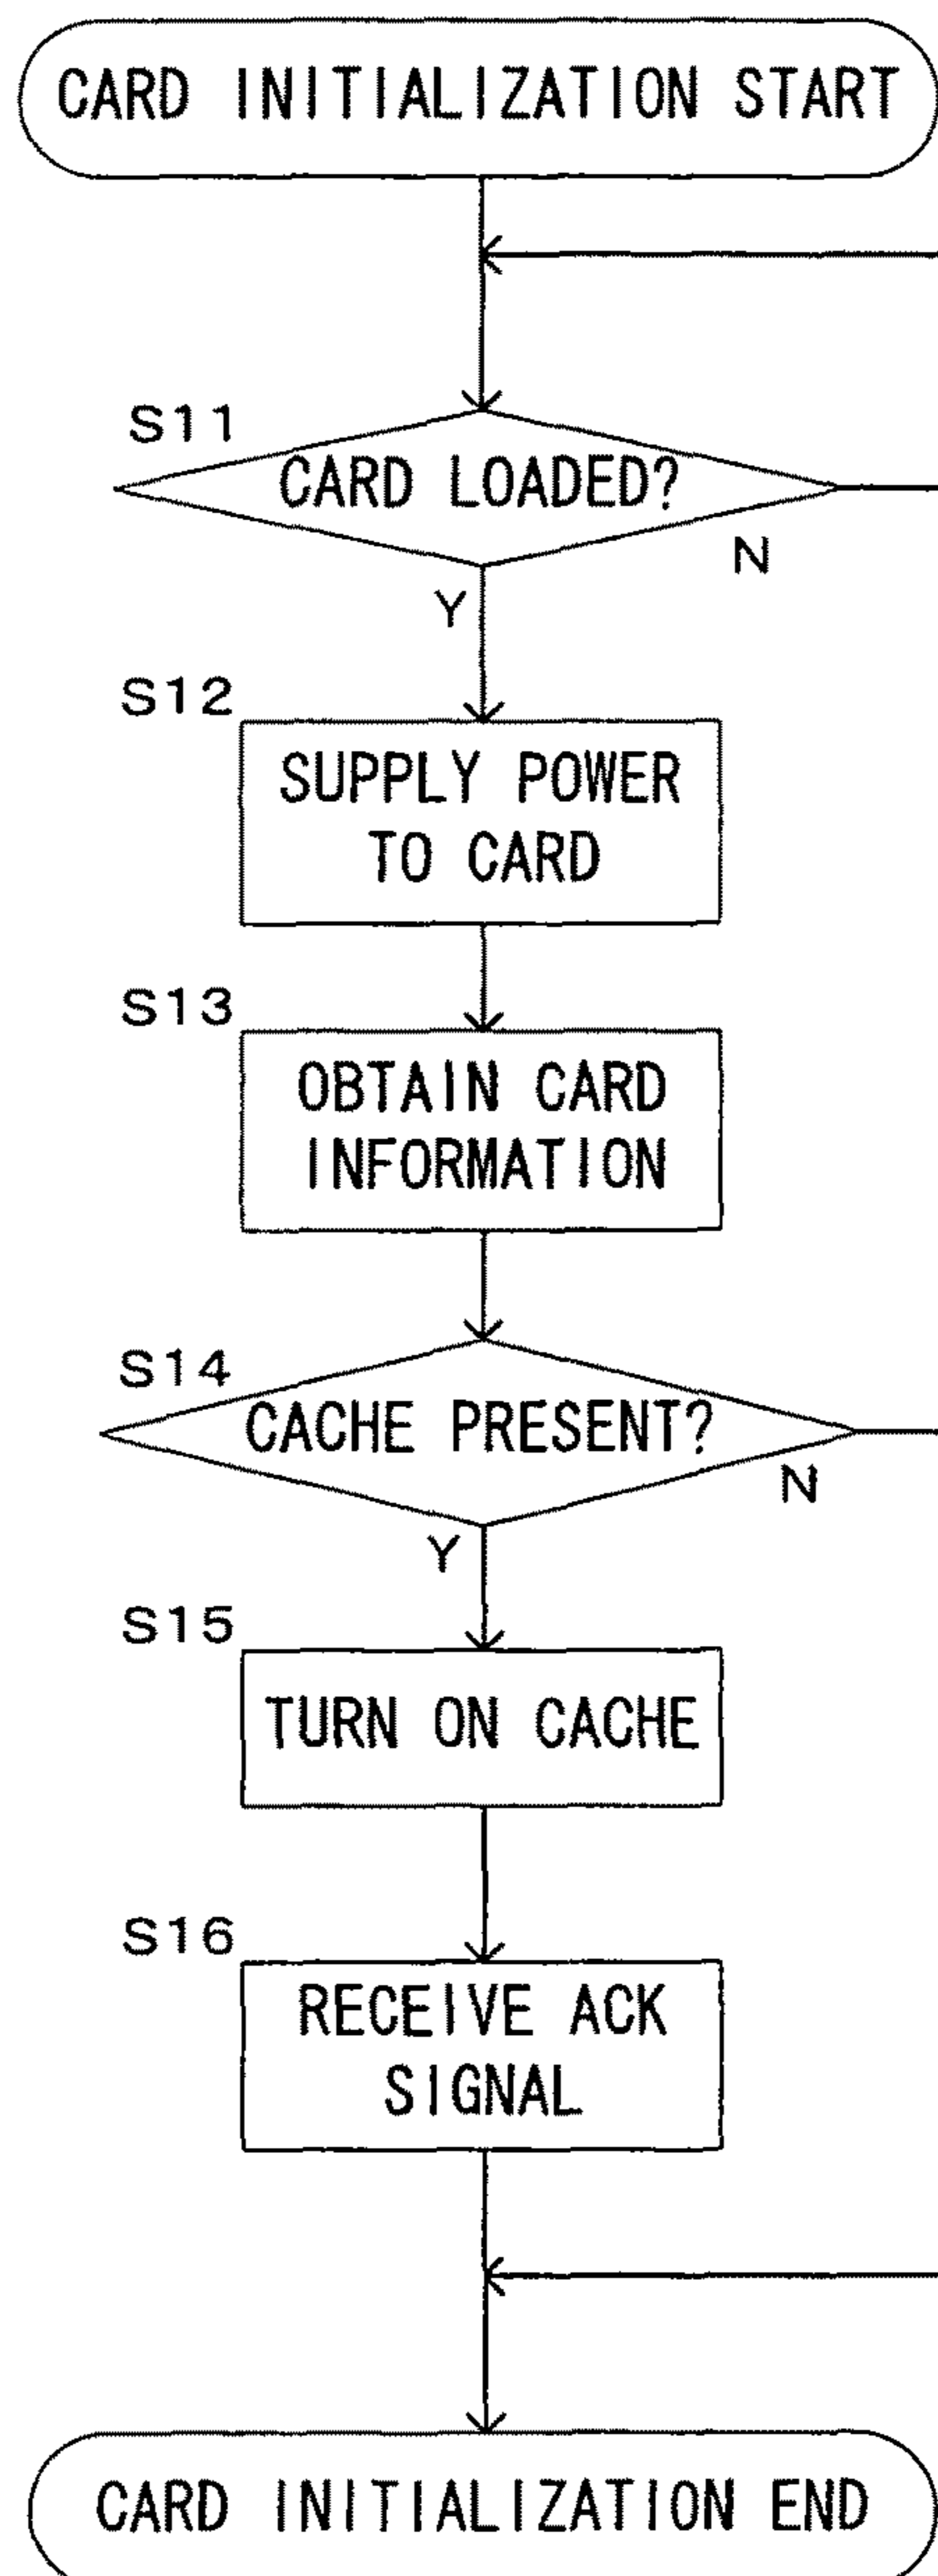 CARD INITIALIZATION START
S11
CARD LOADED?
N
Y
S12
SUPPLY POWER
TO CARD
S13
OBTAIN CARD
INFORMATION
S14
CACHE PRESENT?
N
Y
S15
TURN ON CACHE
S16
RECEIVE ACK
SIGNAL
CARD INITIALIZATION END